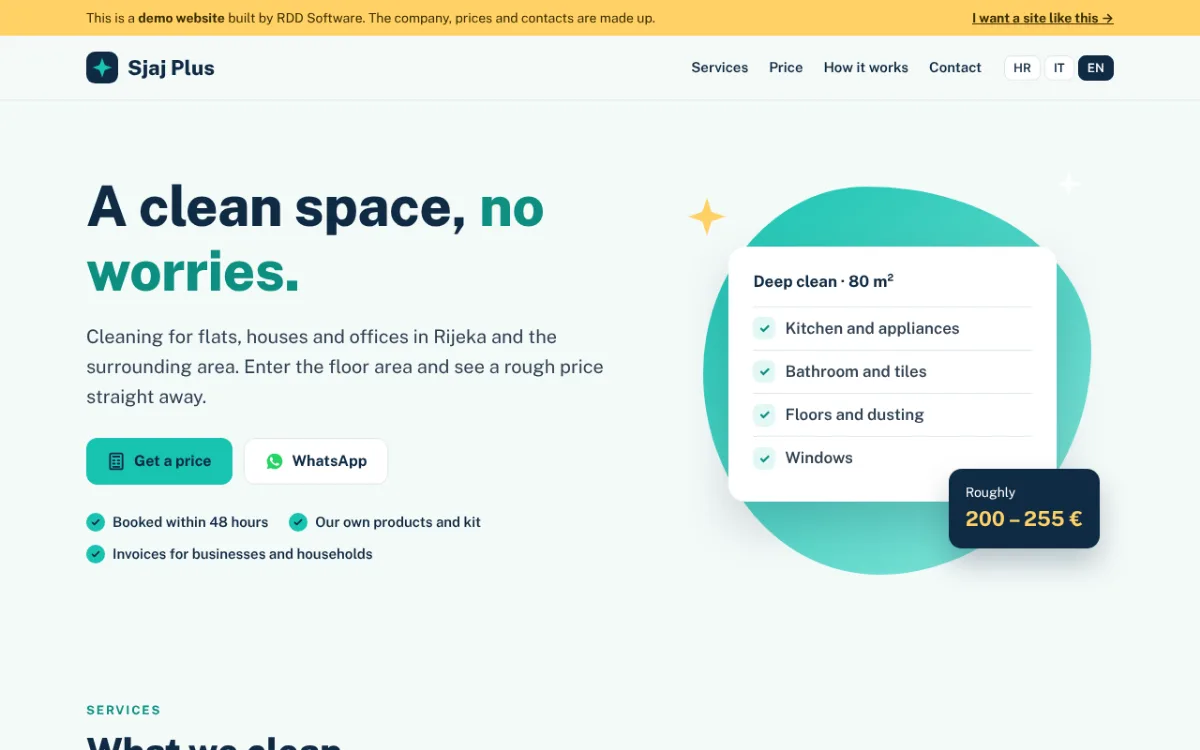 This is a demo website built by RDD Software. The company, prices and contacts are made up.
I want a site like this →
Sjaj Plus
Services Price How it works Contact HR IT EN
A clean space, no
worries.
Cleaning for flats, houses and offices in Rijeka and the
surrounding area. Enter the floor area and see a rough price
straight away.
Get a price WhatsApp
Booked within 48 hours Our own products and kit
Invoices for businesses and households
Deep clean · 80 m²
Kitchen and appliances
Bathroom and tiles
Floors and dusting
Windows
Roughly
200 – 255 €
SERVICES
What we clean